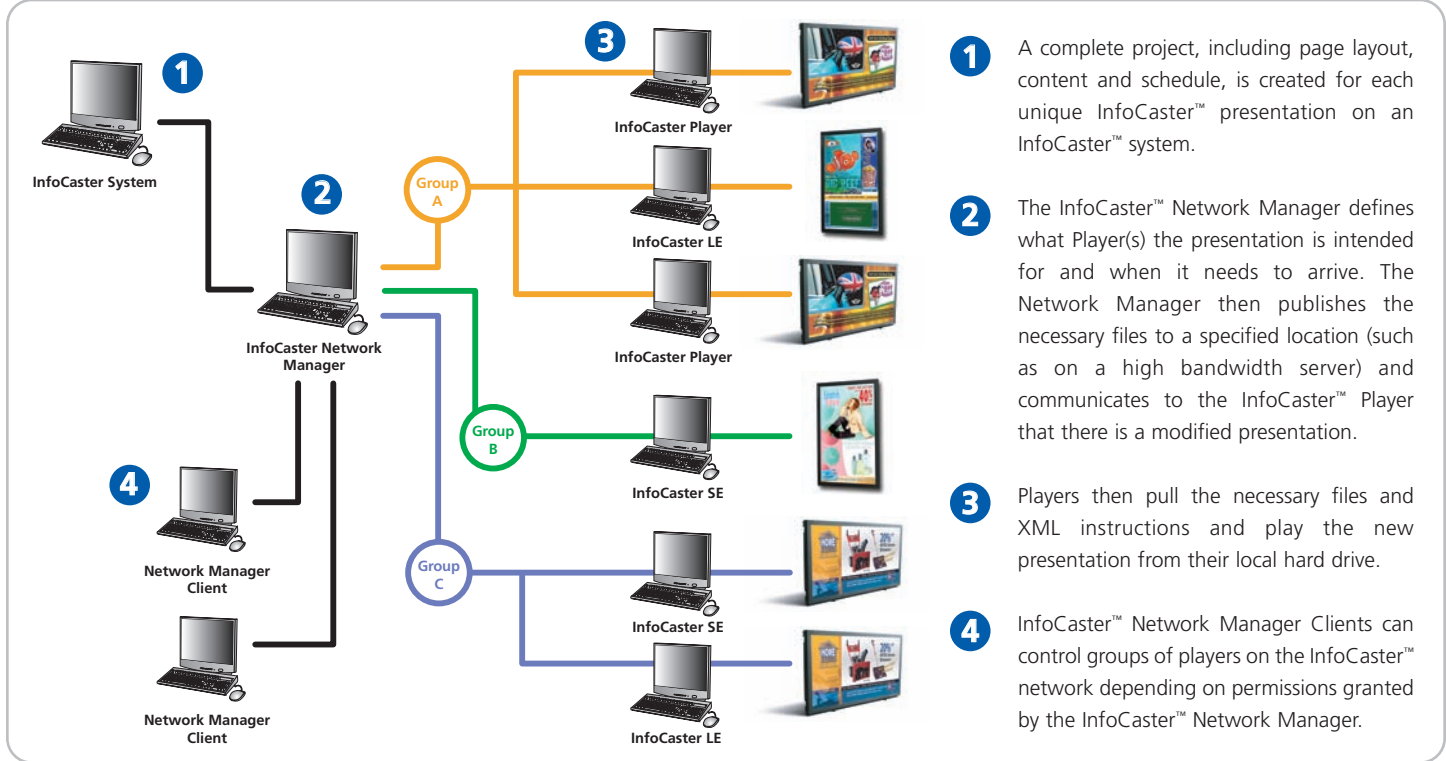 1
InfoCaster System
2
InfoCaster Network
Manager
4
Network Manager
Client
Network Manager
Client
Group
A
Group
B
Group
C
3
InfoCaster Player
InfoCaster LE
InfoCaster Player
InfoCaster SE
40%
InfoCaster SE
HOME
20%
InfoCaster LE
HOME
20%
1
A complete project, including page layout,
content and schedule, is created for each
unique InfoCaster™ presentation on an
InfoCaster™ system.
2
The InfoCaster™ Network Manager defines
what Player(s) the presentation is intended
for and when it needs to arrive. The
Network Manager then publishes the
necessary files to a specified location (such
as on a high bandwidth server) and
communicates to the InfoCaster™ Player
that there is a modified presentation.
3
Players then pull the necessary files and
XML instructions and play the new
presentation from their local hard drive.
4
InfoCaster™ Network Manager Clients can
control groups of players on the InfoCaster™
network depending on permissions granted
by the InfoCaster™ Network Manager.